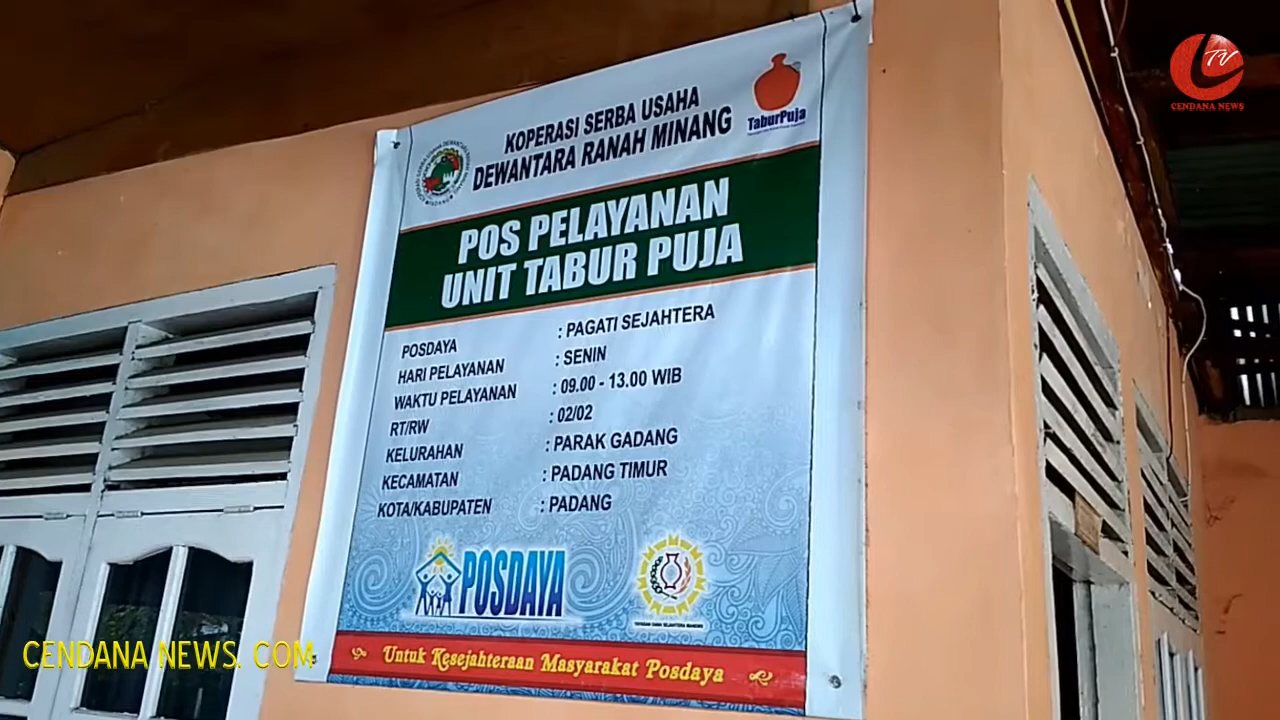 TV
CENDANA NEWS
KOPERASI SERBA USAHA
DEWANTARA RANAH MINANG
TaburPuja
POS PELAYANAN
UNIT TABUR PUJA
POSDAYA : PAGATI SEJAHTERA
HARI PELAYANAN : SENIN
WAKTU PELAYANAN : 09.00 - 13.00 WIB
RT/RW : 02/02
KELURAHAN : PARAK GADANG
KECAMATAN : PADANG TIMUR
KOTA/KABUPATEN : PADANG
POSDAYA
Untuk Kesejahteraan Masyarakat Posdaya
CENDANA NEWS. COM